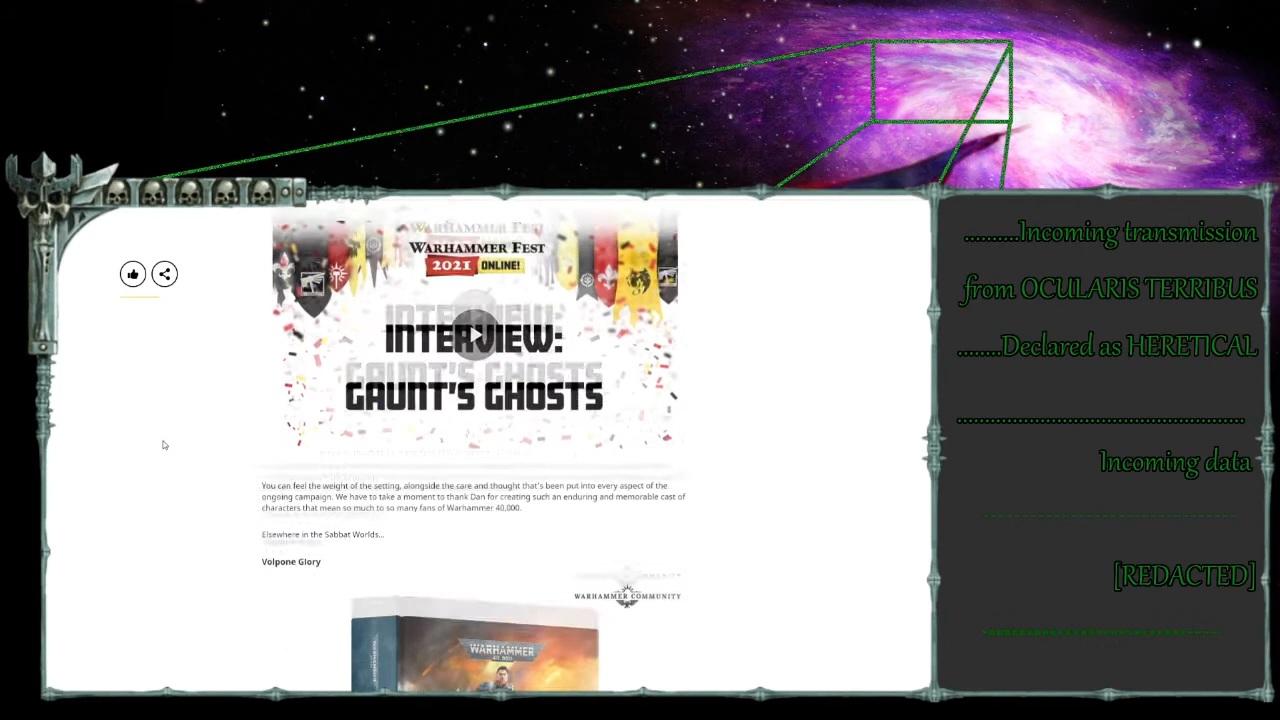 WARHAMMER FEST
2021 ONLINE!
INTERVIEW:
GAUNT'S GHOSTS
You can feel the weight of the setting, alongside the care and thought that's been put into every aspect of the
ongoing campaign. We have to take a moment to thank Dan for creating such an enduring and memorable cast of
characters that mean so much to so many fans of Warhammer 40,000.
Elsewhere in the Sabbat Worlds...
Volpone Glory
WARHAMMER COMMUNITY
WARHAMMER
40,000
..........Incoming transmission
from OCULARIS TERRIBUS
........Declared as HERETICAL
.....................................................
Incoming data
[REDACTED]